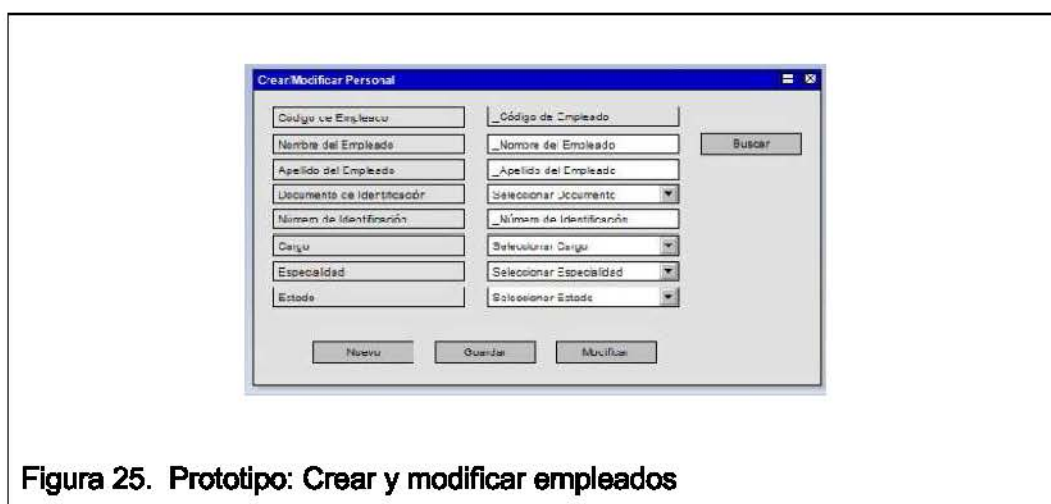 Crear/Modificar Personal
Código de Empleado _Código de Empleado
Nombre del Empleado _Nombre del Empleado Buscar
Apellido del Empleado _Apellido del Empleado
Documento de Identificación Seleccionar Documento
Número de Identificación _Número de Identificación
Cargo Seleccionar Cargo
Especialidad Seleccionar Especialidad
Estado Seleccionar Estado
Nuevo Guardar Modificar
Figura 25. Prototipo: Crear y modificar empleados